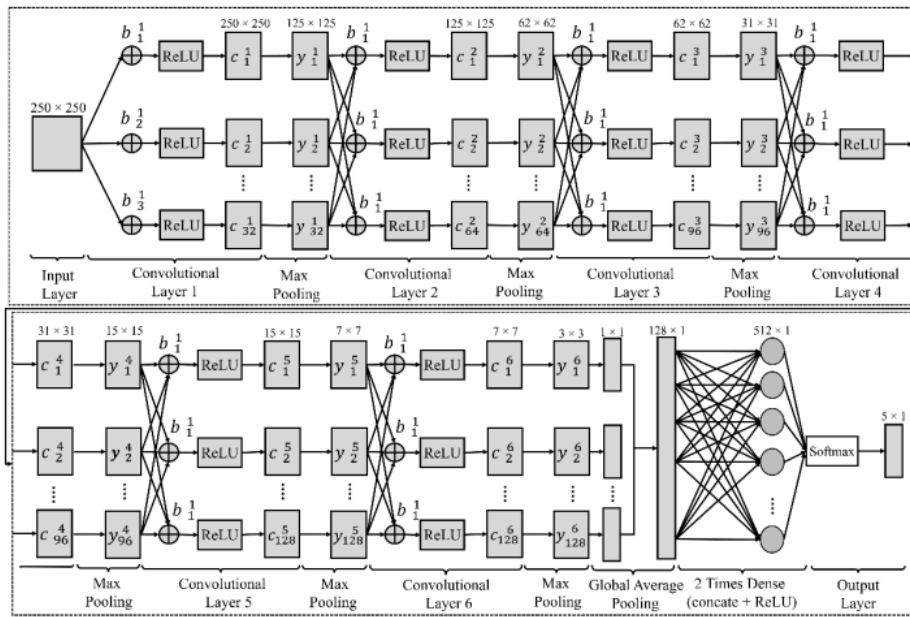 250 × 250 125 × 125 125 × 125 62 × 62 62 × 62 31 × 31
b 1 1 b 1 1 b 1 1 b 1 1
ReLU c 1 1 y 1 1 ReLU c 2 1 y 2 1 ReLU c 3 1 y 3 1 ReLU
250 × 250
b 1 2 b 1 1 b 1 1 b 1 1
ReLU c 1 2 y 1 2 ReLU c 2 2 y 2 2 ReLU c 3 2 y 3 2 ReLU
b 1 3 b 1 1 b 1 1 b 1 1
ReLU c 1 32 y 1 32 ReLU c 2 64 y 2 64 ReLU c 3 96 y 3 96 ReLU
Input Convolutional Max Convolutional Max Convolutional Max Convolutional
Layer Layer 1 Pooling Layer 2 Pooling Layer 3 Pooling Layer 4
31 × 31 15 × 15 15 × 15 7 × 7 7 × 7 3 × 3 1 × 1 128 × 1 512 × 1
b 1 1 b 1 1
c 4 1 y 4 1 ReLU c 5 1 y 5 1 ReLU c 6 1 y 6 1
b 1 1 b 1 1 5 × 1
c 4 2 y 4 2 ReLU c 5 2 y 5 2 ReLU c 6 2 y 6 2 Softmax
b 1 1 b 1 1
c 4 96 y 4 96 ReLU c 5 128 y 5 128 ReLU c 6 128 y 6 128
Max Convolutional Max Convolutional Max Global Average 2 Times Dense Output
Pooling Layer 5 Pooling Layer 6 Pooling Pooling (concate + ReLU) Layer